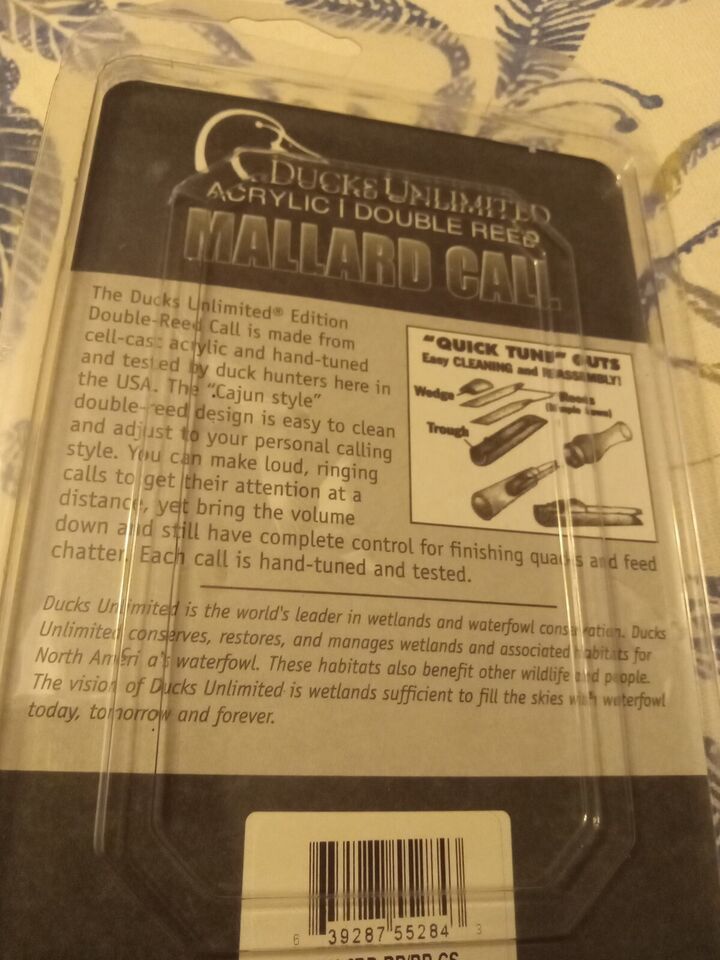 DUCKS UNLIMITED
ACRYLIC | DOUBLE REED
MALLARD CALL
The Ducks Unlimited® Edition
Double-Reed Call is made from
cell-cast acrylic and hand-tuned
and tested by duck hunters here in
the USA. The "Cajun style"
double-reed design is easy to clean
and adjust to your personal calling
style. You can make loud, ringing
calls to get their attention at a
distance, yet bring the volume
down and still have complete control for finishing quacks and feed
chatter. Each call is hand-tuned and tested.
"QUICK TUNE" GUTS
Easy CLEANING and REASSEMBLY!
Wedge
Reeds
Trough
Ducks Unlimited is the world's leader in wetlands and waterfowl conservation. Ducks
Unlimited conserves, restores, and manages wetlands and associated habitats for
North America's waterfowl. These habitats also benefit other wildlife and people.
The vision of Ducks Unlimited is wetlands sufficient to fill the skies with waterfowl
today, tomorrow and forever.
6 39287 55284 3